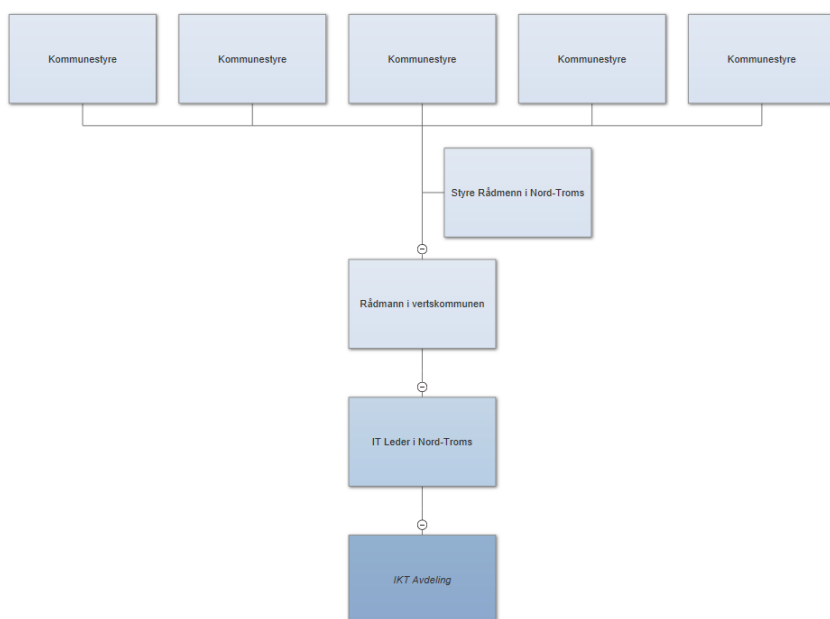 Kommunestyre
Kommunestyre
Kommunestyre
Kommunestyre
Kommunestyre
Styre Rådmenn i Nord-Troms
Rådmann i vertskommunen
IT Leder i Nord-Troms
IKT Avdeling